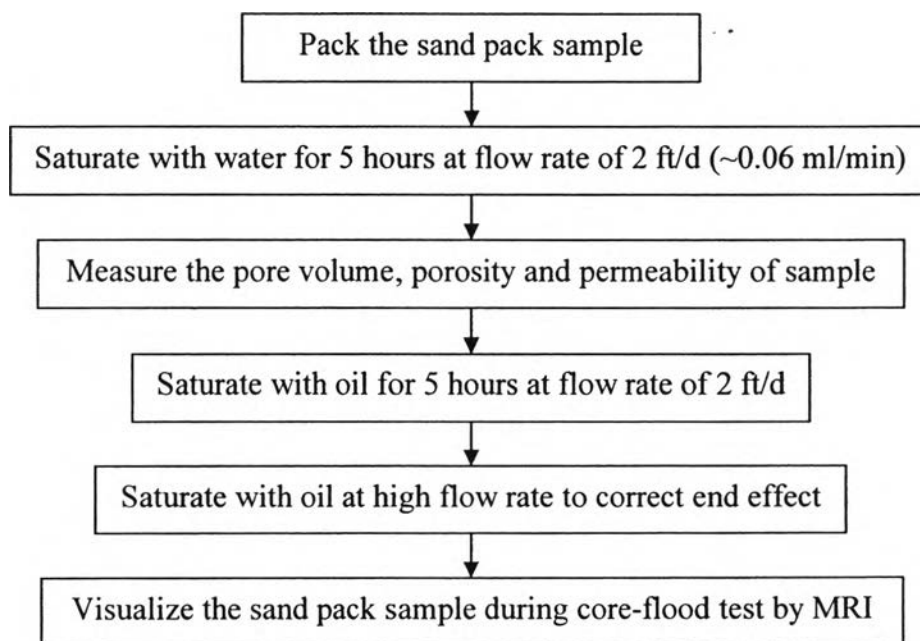 Pack the sand pack sample
Saturate with water for 5 hours at flow rate of 2 ft/d (~0.06 ml/min)
Measure the pore volume, porosity and permeability of sample
Saturate with oil for 5 hours at flow rate of 2 ft/d
Saturate with oil at high flow rate to correct end effect
Visualize the sand pack sample during core-flood test by MRI